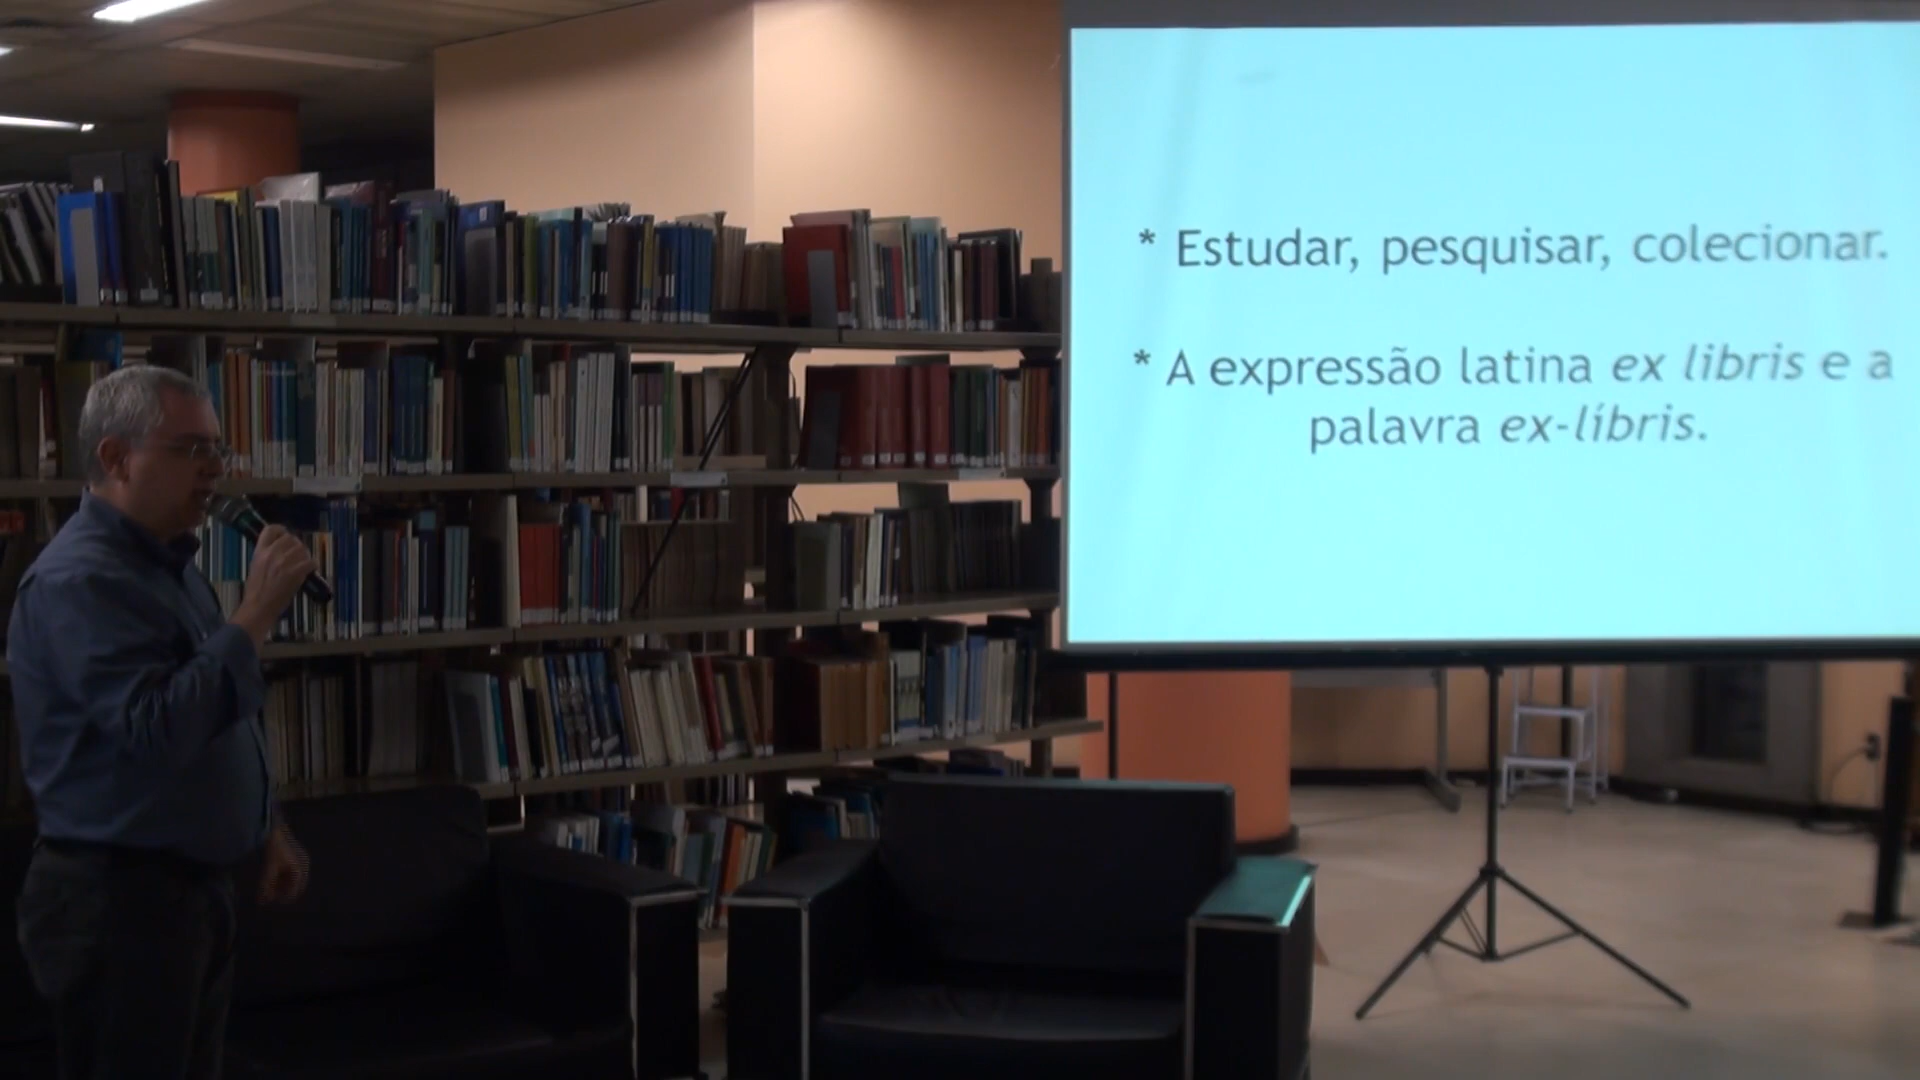 * Estudar, pesquisar, colecionar.
* A expressão latina ex libris e a
palavra ex-líbris.